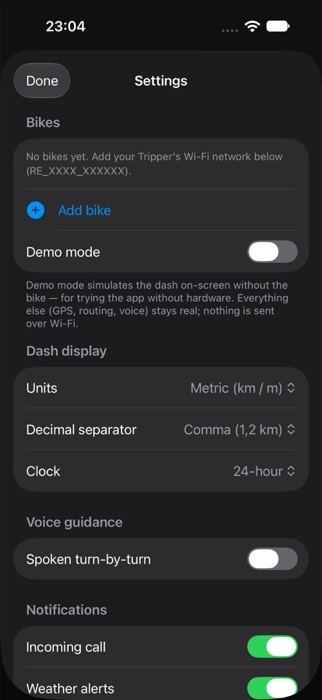 23:04
Done
Settings
Bikes
No bikes yet. Add your Tripper's Wi-Fi network below
(RE_XXXX_XXXXXX).
Add bike
Demo mode
Demo mode simulates the dash on-screen without the
bike — for trying the app without hardware. Everything
else (GPS, routing, voice) stays real; nothing is sent
over Wi-Fi.
Dash display
Units Metric (km / m)
Decimal separator Comma (1,2 km)
Clock 24-hour
Voice guidance
Spoken turn-by-turn
Notifications
Incoming call
Weather alerts